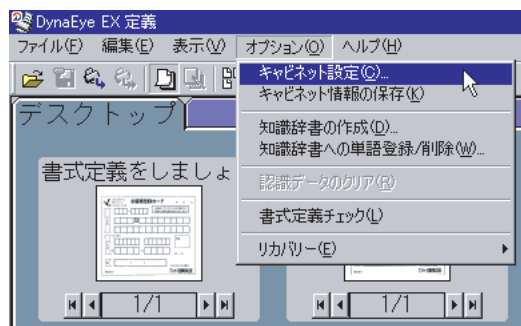 DynaEye EX 定義
ファイル(F) 編集(E) 表示(V) オプション(O) ヘルプ(H)
キャビネット設定(C)...
キャビネット情報の保存(K)
知識辞書の作成(D)...
知識辞書への単語登録/削除(W)...
認識データのクリア(R)
書式定義チェック(L)
リカバリー(E)
デスクトップ
書式定義をしましょ
1/1
1/1